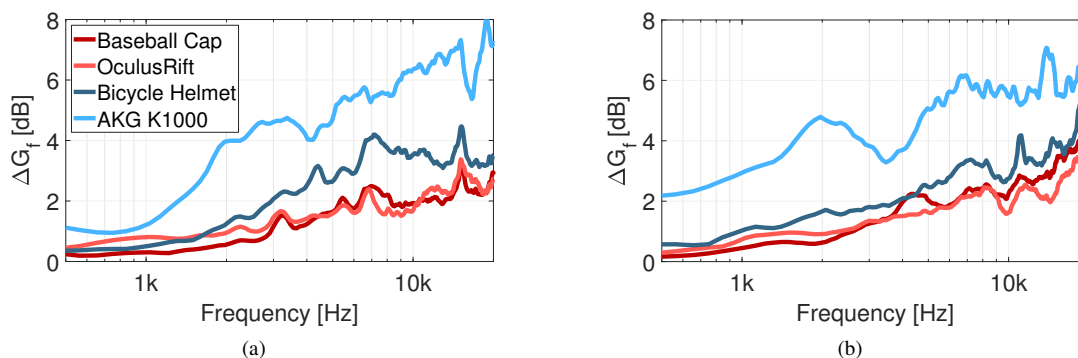 8
6
4
2
0
ΔG_f [dB]
Baseball Cap
OculusRift
Bicycle Helmet
AKG K1000
1k
10k
Frequency [Hz]
(a)
8
6
4
2
0
ΔG_f [dB]
1k
10k
Frequency [Hz]
(b)